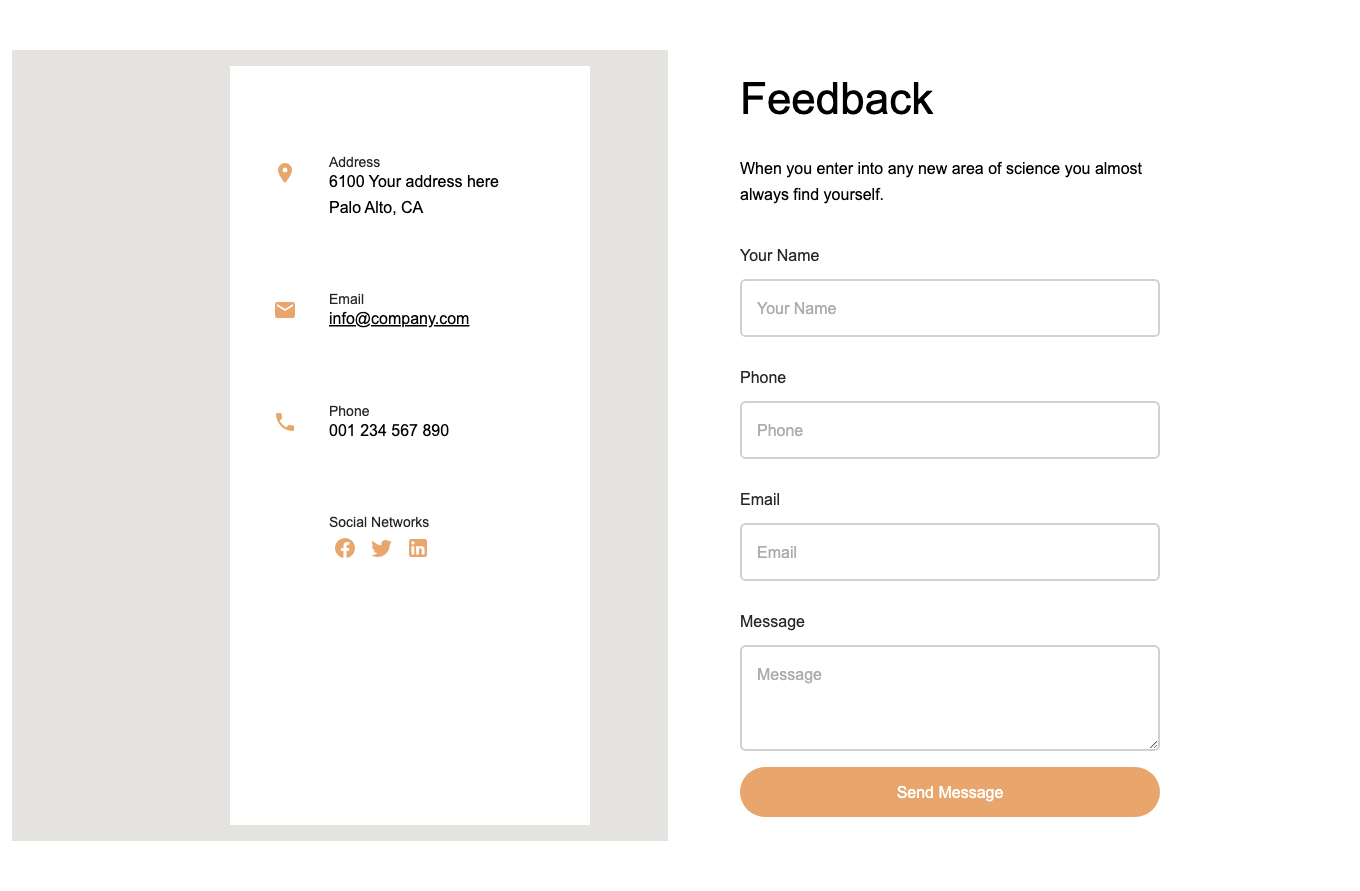 Address
6100 Your address here
Palo Alto, CA
Email
info@company.com
Phone
001 234 567 890
Social Networks
Feedback
When you enter into any new area of science you almost
always find yourself.
Your Name
Your Name
Phone
Phone
Email
Email
Message
Message
Send Message